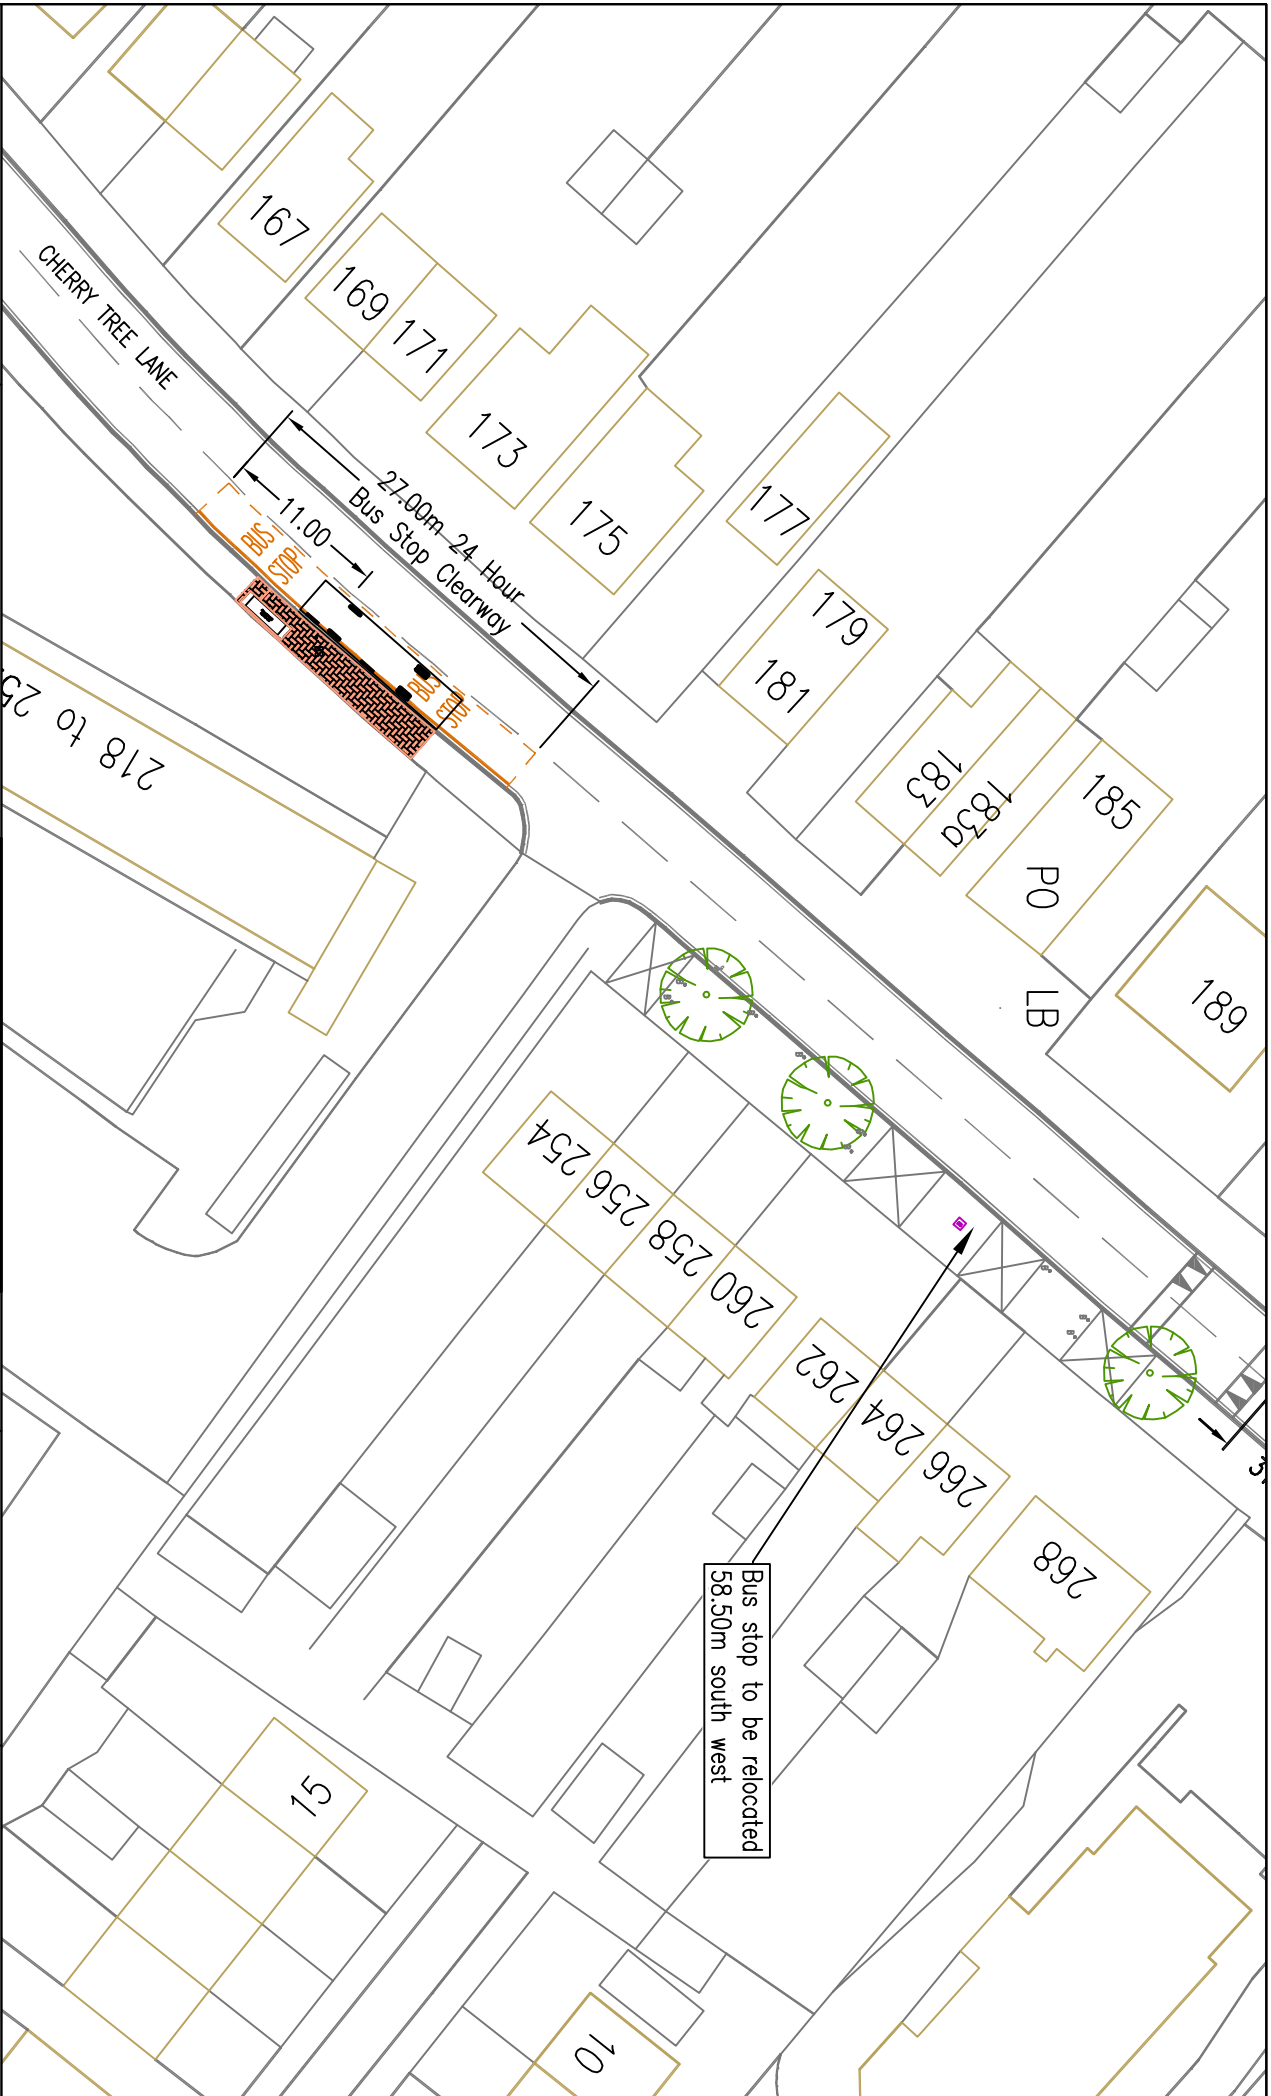 167
169
171
173
175
177
179
181
183
183a
185
PO
LB
189
CHERRY TREE LANE
27.00m 24 Hour
Bus Stop Clearway
11.00
BUS
STOP
BUS
STOP
218 to 25
254
256
258
260
262
264
266
268
Bus stop to be relocated
58.50m south west
15
10